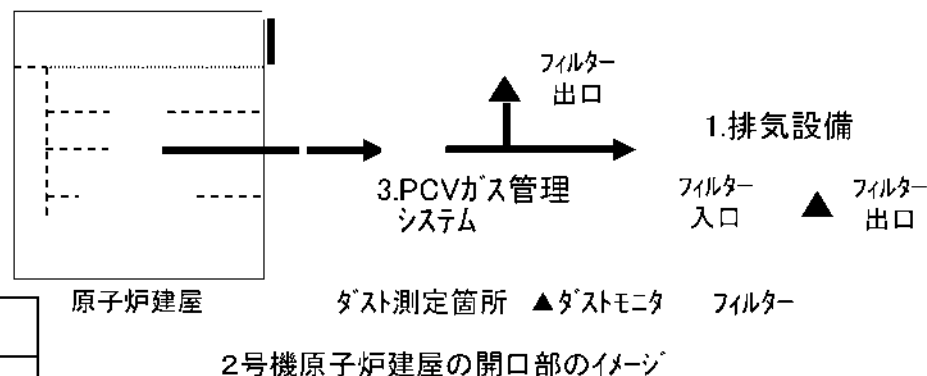 フィルター
出口
1.排気設備
3.PCVガス管理
システム
フィルター
入口
フィルター
出口
原子炉建屋
ダスト測定箇所 ▲ダストモニタ フィルター
2号機原子炉建屋の開口部のイメージ